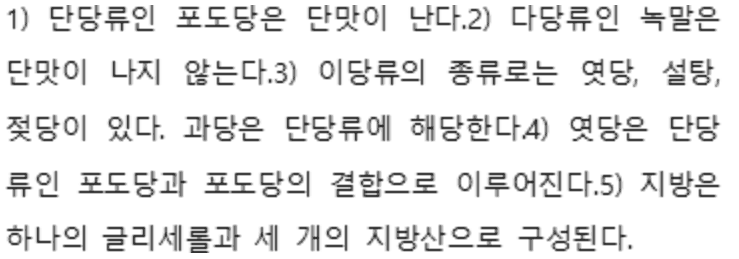 1) 단당류인 포도당은 단맛이 난다.2) 다당류인 녹말은
단맛이 나지 않는다.3) 이당류의 종류로는 엿당, 설탕,
젖당이 있다. 과당은 단당류에 해당한다.4) 엿당은 단당
류인 포도당과 포도당의 결합으로 이루어진다.5) 지방은
하나의 글리세롤과 세 개의 지방산으로 구성된다.